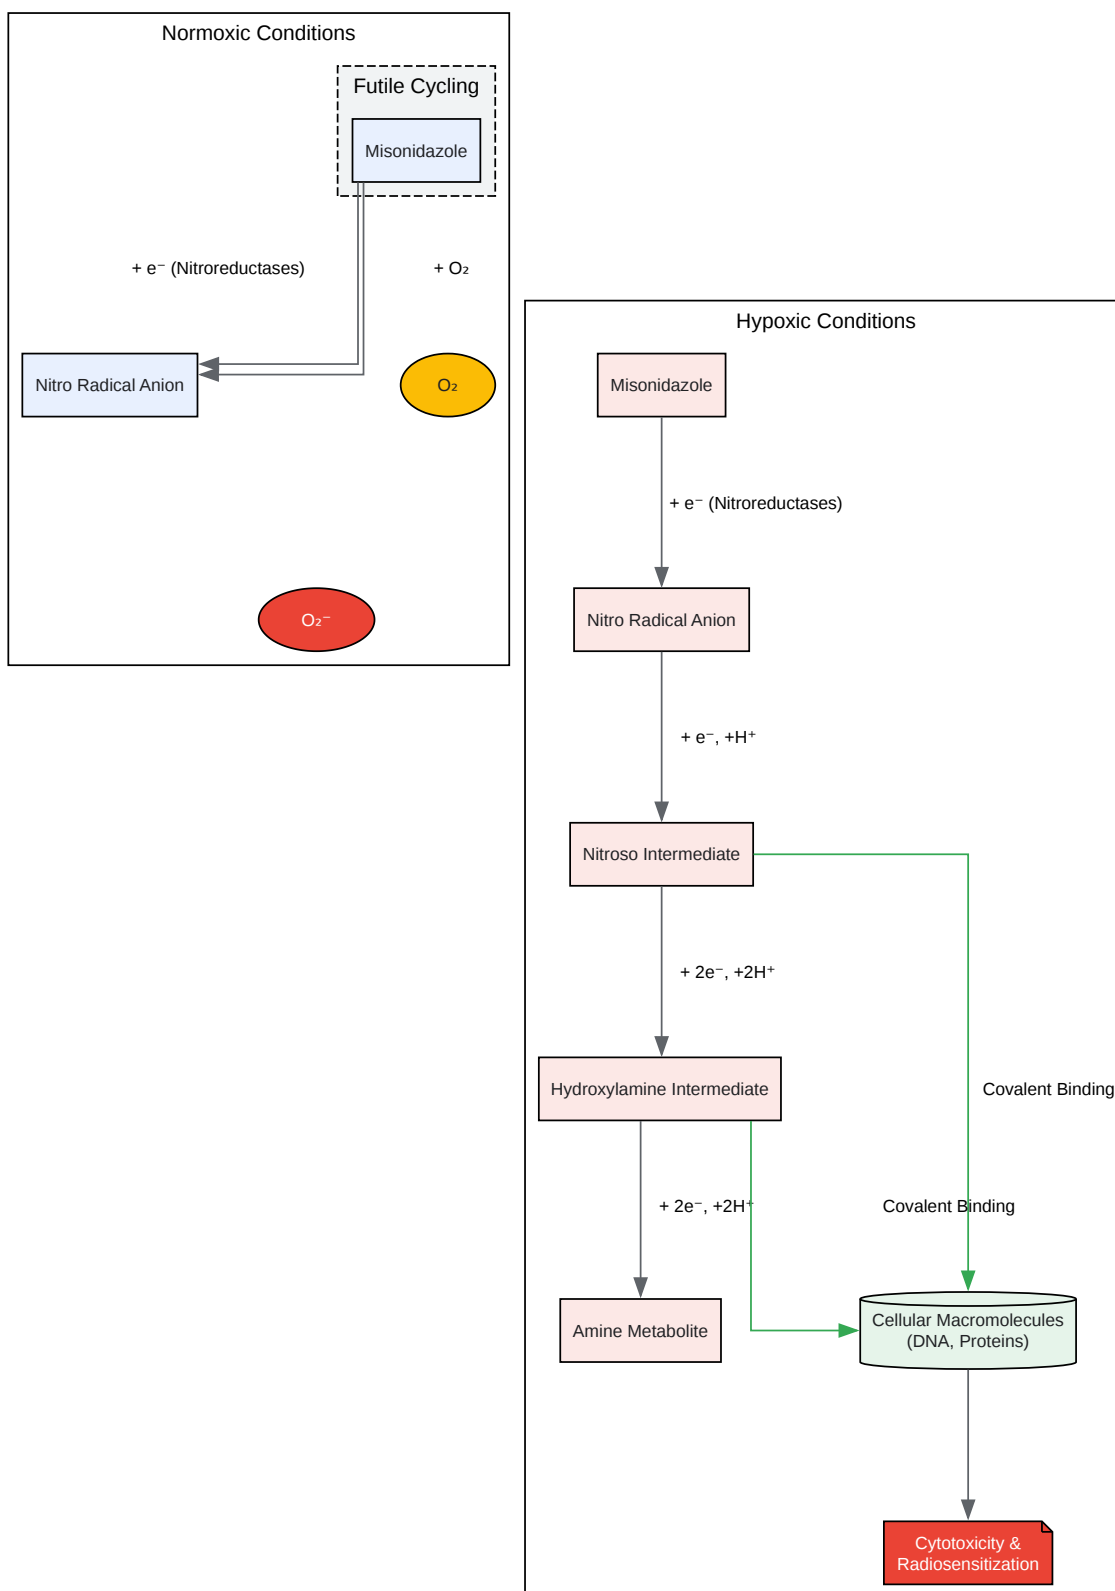 Normoxic Conditions
Futile Cycling
Misonidazole
+ e⁻ (Nitroreductases)
+ O₂
Nitro Radical Anion
O₂
O₂⁻
Hypoxic Conditions
Misonidazole
+ e⁻ (Nitroreductases)
Nitro Radical Anion
+ e⁻, +H⁺
Nitroso Intermediate
+ 2e⁻, +2H⁺
Hydroxylamine Intermediate
Covalent Binding
+ 2e⁻, +2H⁺
Covalent Binding
Amine Metabolite
Cellular Macromolecules
(DNA, Proteins)
Cytotoxicity &
Radiosensitization